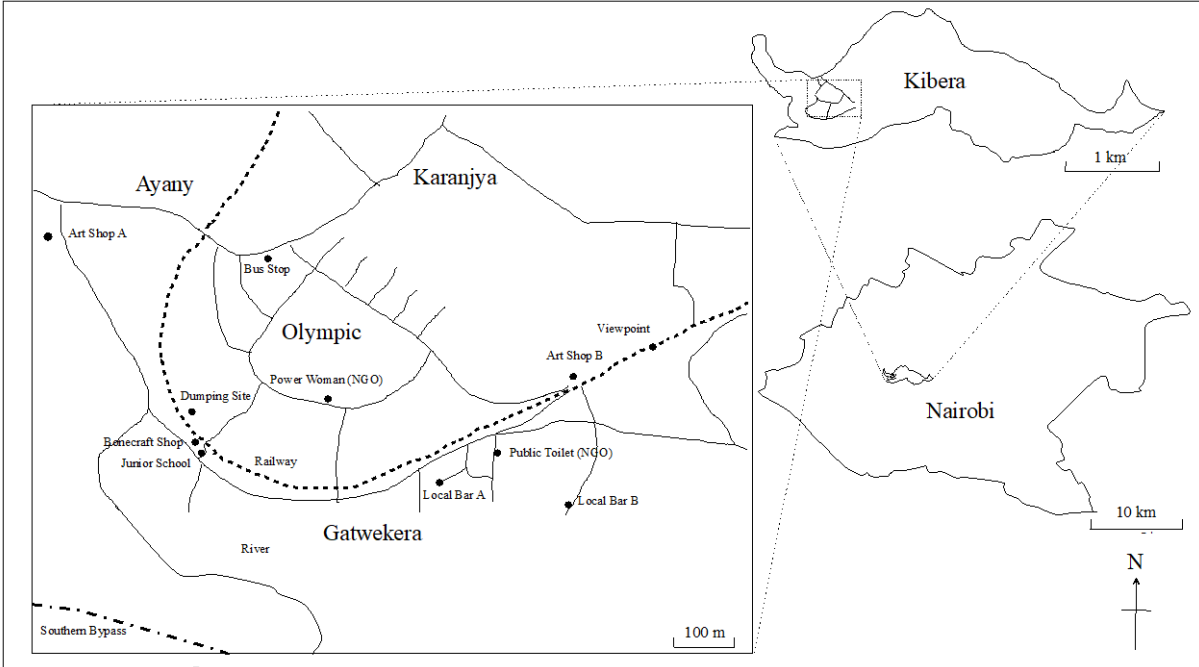 Kibera
1 km
Ayany
Karanjya
Art Shop A
Bus Stop
Olympic
Viewpoint
Art Shop B
Power Woman (NGO)
Dumping Site
Bonecraft Shop
Junior School
Railway
Public Toilet (NGO)
Local Bar A
Local Bar B
Gatwekera
River
Southern Bypass
100 m
Nairobi
10 km
N